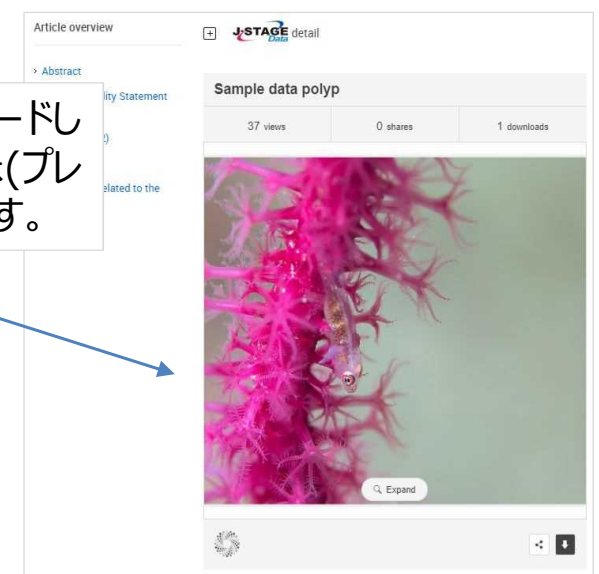 Article overview
J-STAGE Data detail
› Abstract
lity Statement
elated to the
ードし
(プレ
す。
Sample data polyp
37 views 0 shares 1 downloads
Expand